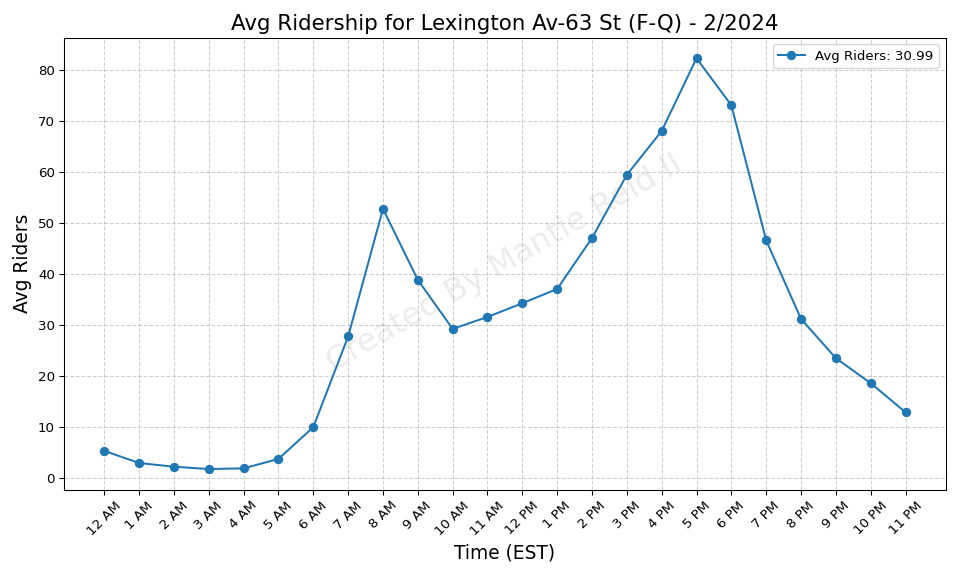 Avg Ridership for Lexington Av-63 St (F-Q) - 2/2024
Avg Riders: 30.99
Avg Riders
80
70
60
50
40
30
20
10
0
Created By Mantie Reid II
12 AM
1 AM
2 AM
3 AM
4 AM
5 AM
6 AM
7 AM
8 AM
9 AM
10 AM
11 AM
12 PM
1 PM
2 PM
3 PM
4 PM
5 PM
6 PM
7 PM
8 PM
9 PM
10 PM
11 PM
Time (EST)